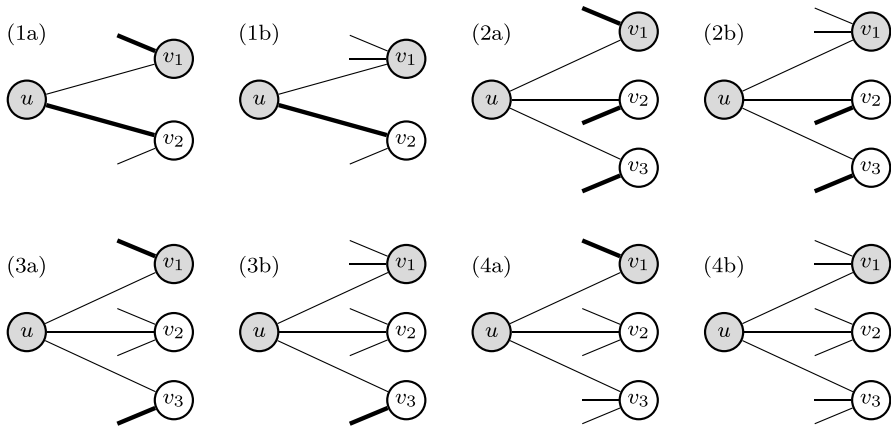 (1a) (1b) (2a) (2b)
v₁ v₁ v₁ v₁
u u u u
v₂ v₂ v₂ v₂
v₃ v₃
(3a) (3b) (4a) (4b)
v₁ v₁ v₁ v₁
u v₂ u v₂ u v₂ u v₂
v₃ v₃ v₃ v₃